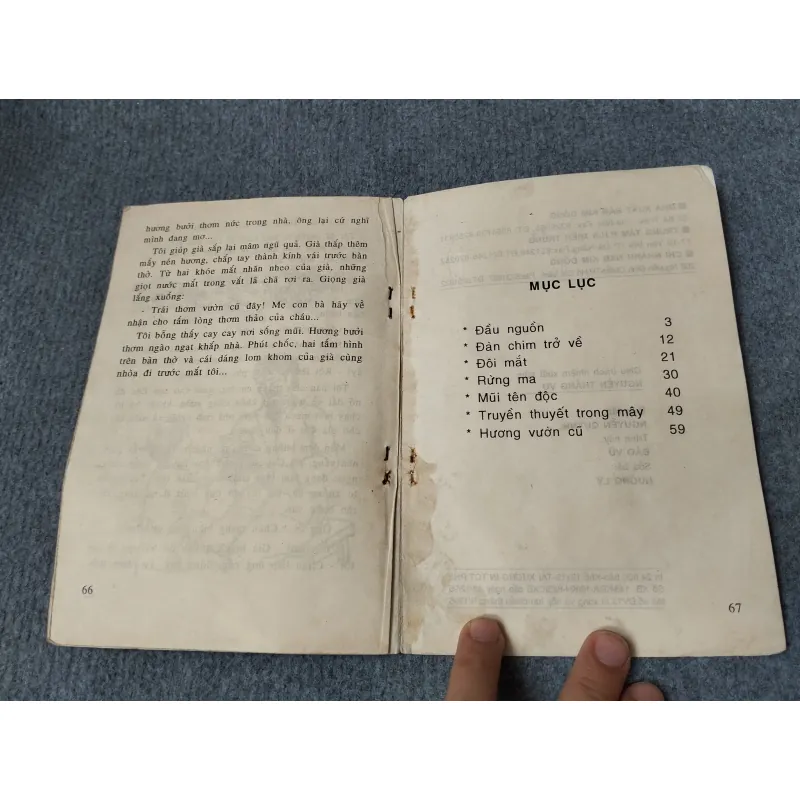 hương bưởi thơm nức trong nhà, ông lại cứ nghĩ
mình đang mơ...
Tôi giúp già sắp lại mâm ngũ quả. Già thắp thêm
mấy nén hương, chắp tay thành kính vái trước bàn
thờ. Từ hai khóe mắt nhăn nheo của già, những
giọt nước mắt trong vắt lã chã rơi ra. Giọng già
lắng xuống:
- Trái thơm vườn cũ đây! Mẹ con bà hãy về
nhận cho tấm lòng thơm thảo của cháu...
Tôi bỗng thấy cay cay nơi sống mũi. Hương bưởi
thơm ngào ngạt khắp nhà. Phút chốc, hai tấm hình
trên bàn thờ và cái dáng lom khom của già cùng
nhòa đi trước mắt tôi...
66
MỤC LỤC
* Đầu nguồn 3
* Đàn chim trở về 12
* Đôi mắt 21
* Rừng ma 30
* Mũi tên độc 40
* Truyền thuyết trong mây 49
* Hương vườn cũ 59
67